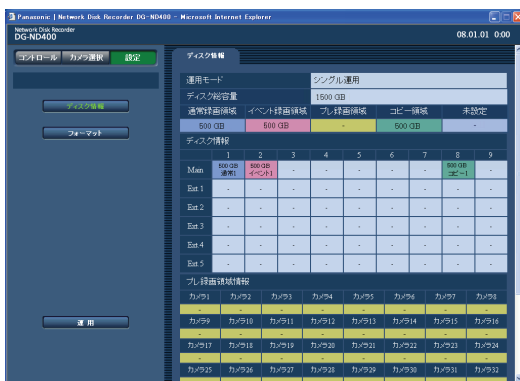 Panasonic | Network Disk Recorder DG-ND400 - Microsoft Internet Explorer
Network Disk Recorder
DG-ND400
08.01.01 0:00
コントロール カメラ選択 設定
ディスク情報
フォーマット
運用
ディスク情報
運用モード シングル運用
ディスク総容量 1500 GB
通常録画領域 イベント録画領域 プレ録画領域 コピー領域 未設定
500 GB 500 GB - 500 GB -
ディスク情報
1 2 3 4 5 6 7 8 9
Main 500 GB 通常1 500 GB イベント1 - - - - - 500 GB コピー1 -
Ext 1 - - - - - - - - -
Ext 2 - - - - - - - - -
Ext 3 - - - - - - - - -
Ext 4 - - - - - - - - -
Ext 5 - - - - - - - - -
プレ録画領域情報
カメラ1 カメラ2 カメラ3 カメラ4 カメラ5 カメラ6 カメラ7 カメラ8
- - - - - - - -
カメラ9 カメラ10 カメラ11 カメラ12 カメラ13 カメラ14 カメラ15 カメラ16
- - - - - - - -
カメラ17 カメラ18 カメラ19 カメラ20 カメラ21 カメラ22 カメラ23 カメラ24
- - - - - - - -
カメラ25 カメラ26 カメラ27 カメラ28 カメラ29 カメラ30 カメラ31 カメラ32